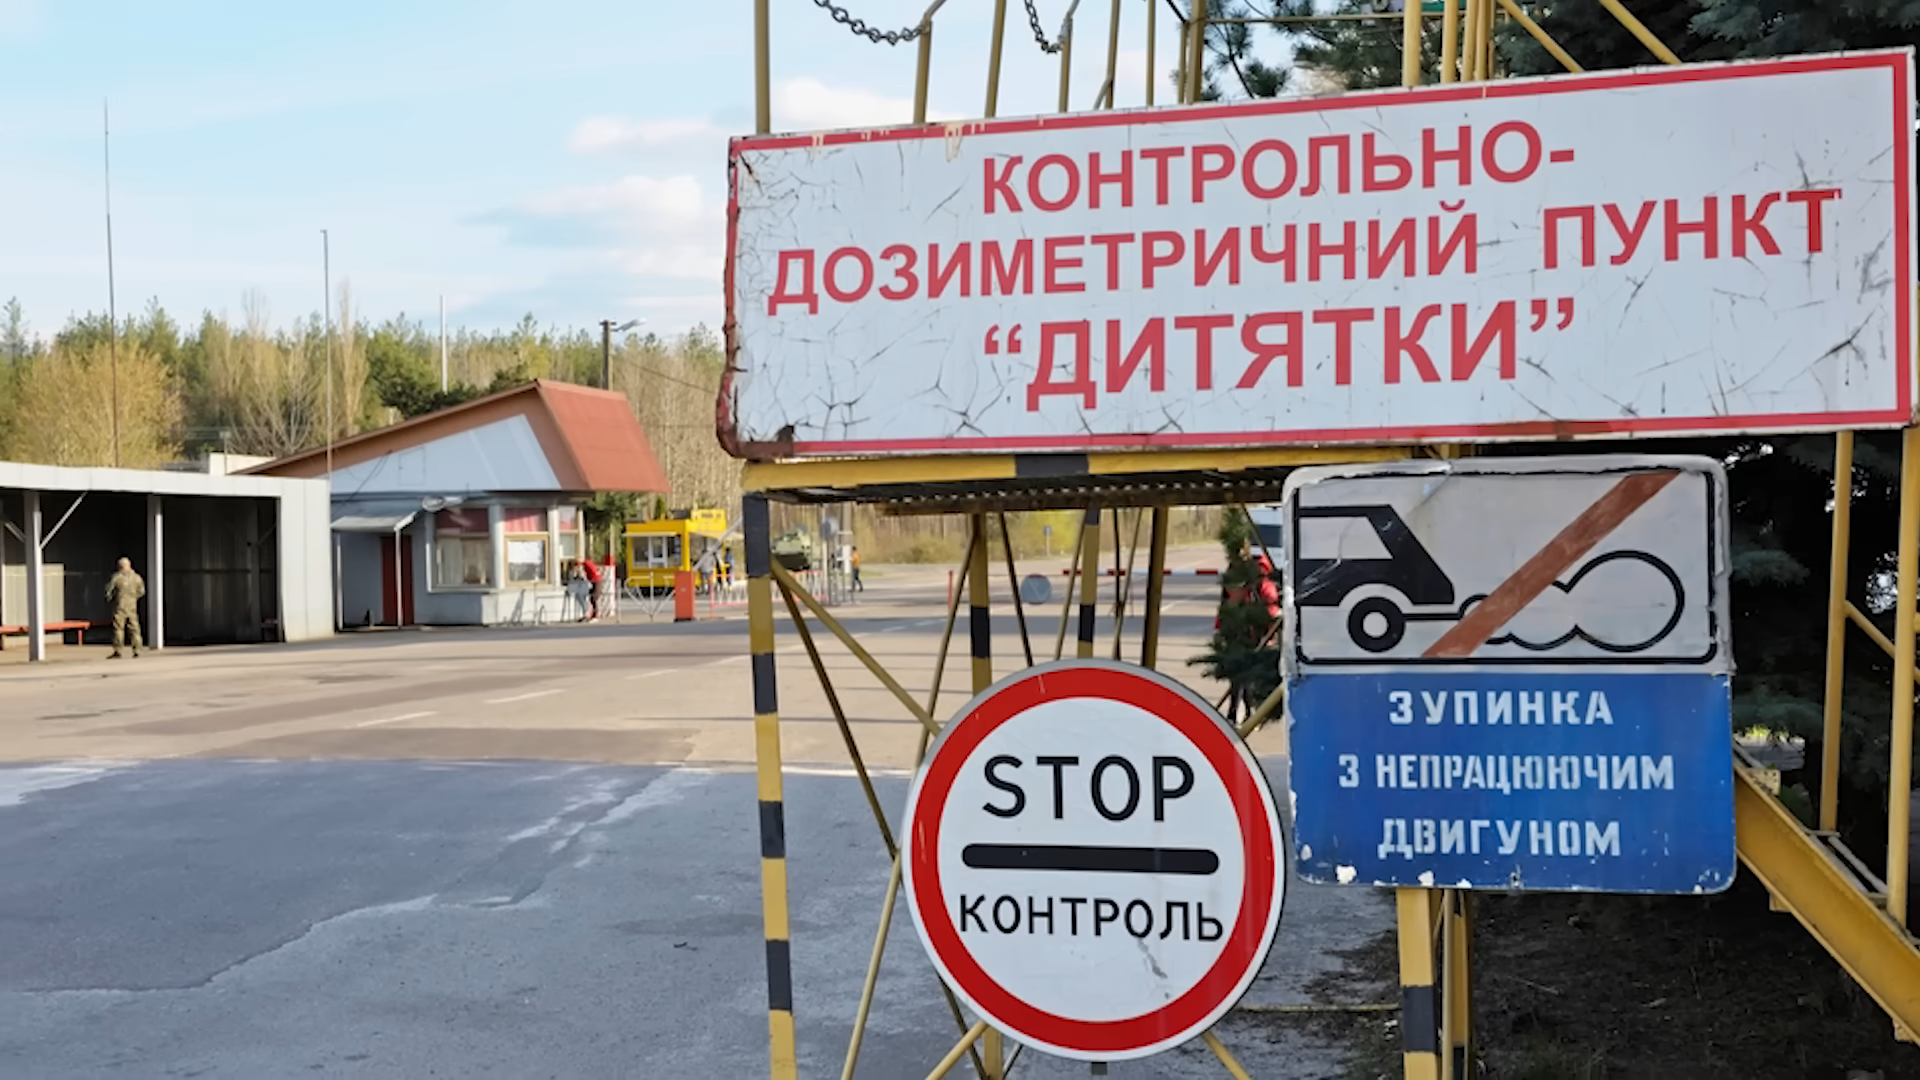 КОНТРОЛЬНО-
ДОЗИМЕТРИЧНИЙ ПУНКТ
“ДИТЯТКИ”
STOP
КОНТРОЛЬ
ЗУПИНКА
З НЕПРАЦЮЮЧИМ
ДВИГУНОМ